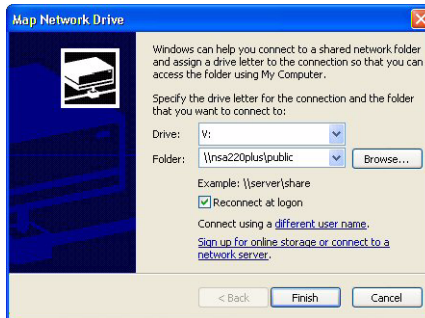 Map Network Drive
Windows can help you connect to a shared network folder
and assign a drive letter to the connection so that you can
access the folder using My Computer.
Specify the drive letter for the connection and the folder
that you want to connect to:
Drive: V:
Folder: \\nsa220plus\public Browse...
Example: \\server\share
Reconnect at logon
Connect using a different user name.
Sign up for online storage or connect to a
network server.
< Back Finish Cancel